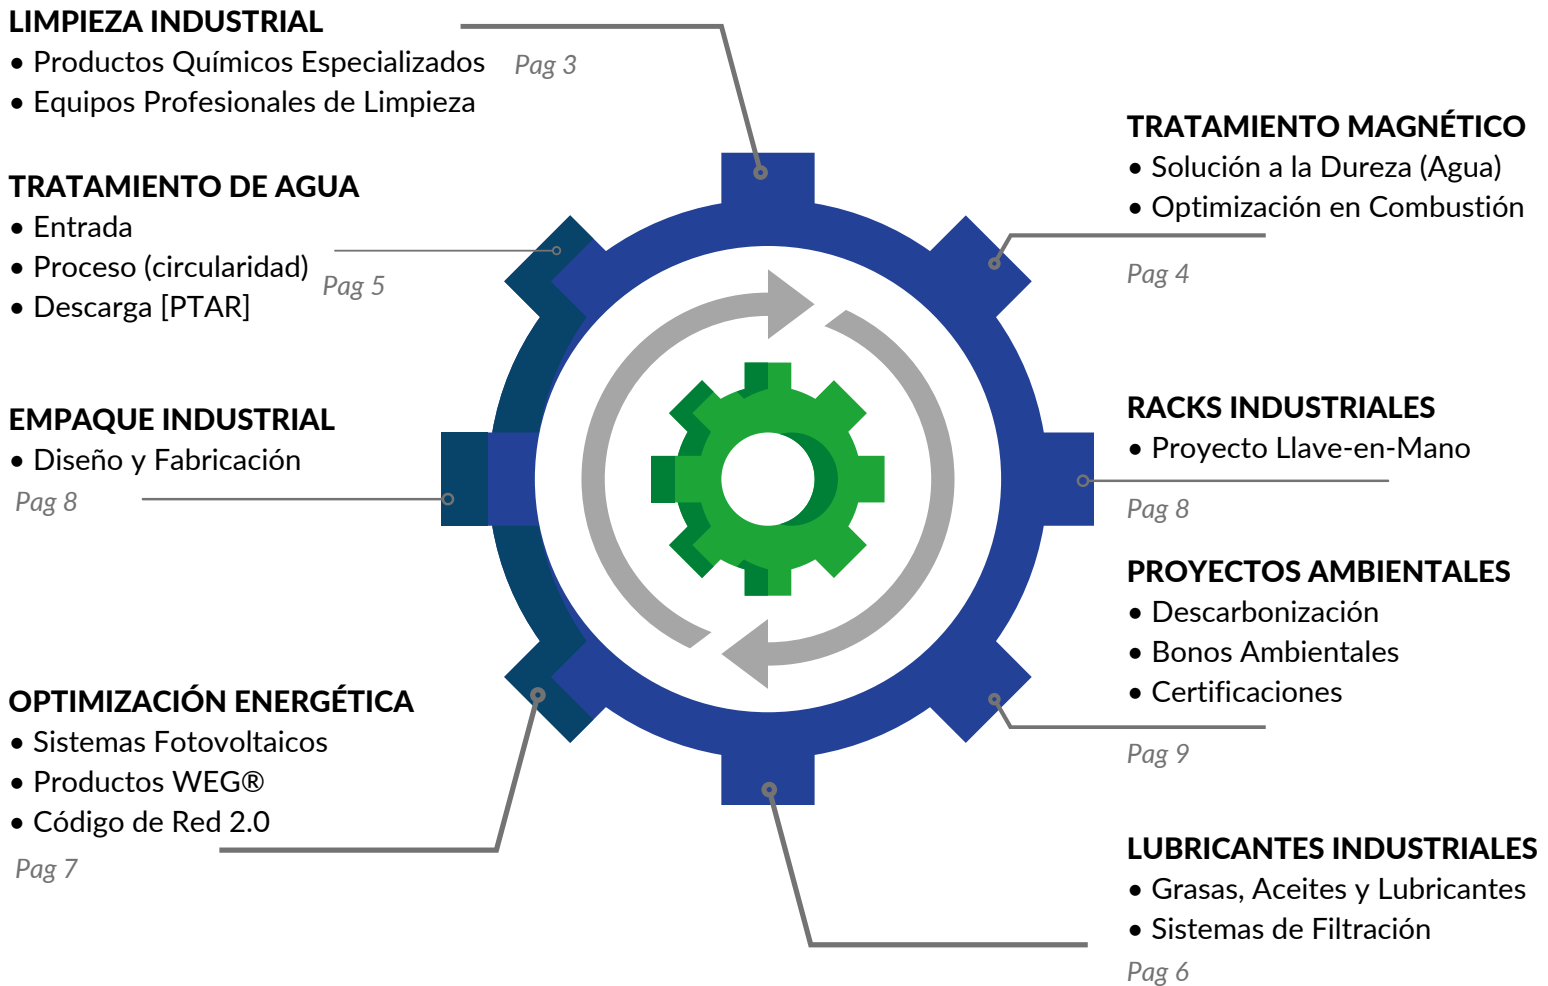 LIMPIEZA INDUSTRIAL
• Productos Químicos Especializados
• Equipos Profesionales de Limpieza
Pag 3
TRATAMIENTO DE AGUA
• Entrada
• Proceso (circularidad)
• Descarga [PTAR]
Pag 5
EMPAQUE INDUSTRIAL
• Diseño y Fabricación
Pag 8
OPTIMIZACIÓN ENERGÉTICA
• Sistemas Fotovoltaicos
• Productos WEG®
• Código de Red 2.0
Pag 7
TRATAMIENTO MAGNÉTICO
• Solución a la Dureza (Agua)
• Optimización en Combustión
Pag 4
RACKS INDUSTRIALES
• Proyecto Llave-en-Mano
Pag 8
PROYECTOS AMBIENTALES
• Descarbonización
• Bonos Ambientales
• Certificaciones
Pag 9
LUBRICANTES INDUSTRIALES
• Grasas, Aceites y Lubricantes
• Sistemas de Filtración
Pag 6